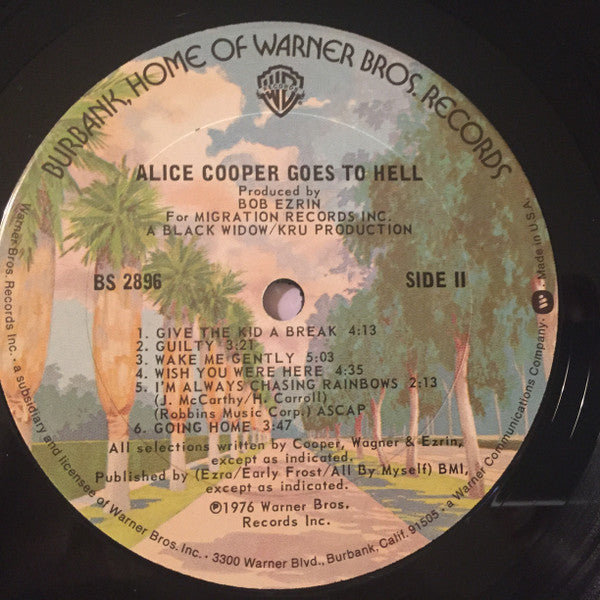 BURBANK, HOME OF WARNER BROS. RECORDS
ALICE COOPER GOES TO HELL
Produced by
BOB EZRIN
For MIGRATION RECORDS INC.
A BLACK WIDOW/KRU PRODUCTION
BS 2896 SIDE II
1. GIVE THE KID A BREAK 4:13
2. GUILTY 3:21
3. WAKE ME GENTLY 5:03
4. WISH YOU WERE HERE 4:35
5. I'M ALWAYS CHASING RAINBOWS 2:13
(J. McCarthy/H. Carroll)
(Robbins Music Corp.) ASCAP
6. GOING HOME 3:47
All selections written by Cooper, Wagner & Ezrin,
except as indicated.
Published by (Ezra/Early Frost/All By Myself) BMI,
except as indicated.
℗1976 Warner Bros.
Records Inc.
Warner Bros. Records Inc. • a subsidiary and licensee of Warner Bros. Inc. • 3300 Warner Blvd., Burbank, Calif. 91505 • a Warner Communications Company • Made in U.S.A.